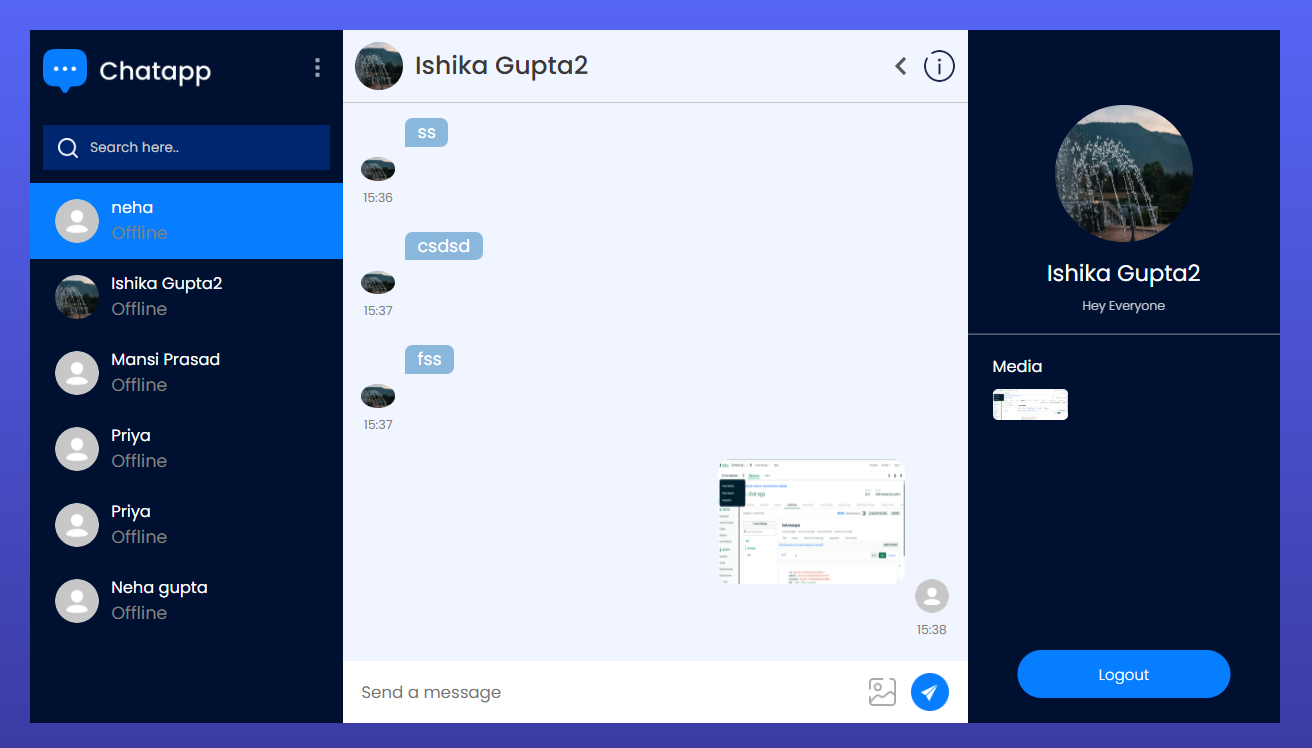 Chatapp
Search here..
neha
Offline
Ishika Gupta2
Offline
Mansi Prasad
Offline
Priya
Offline
Priya
Offline
Neha gupta
Offline
Ishika Gupta2
ss
15:36
csdsd
15:37
fss
15:37
15:38
Send a message
Ishika Gupta2
Hey Everyone
Media
Logout